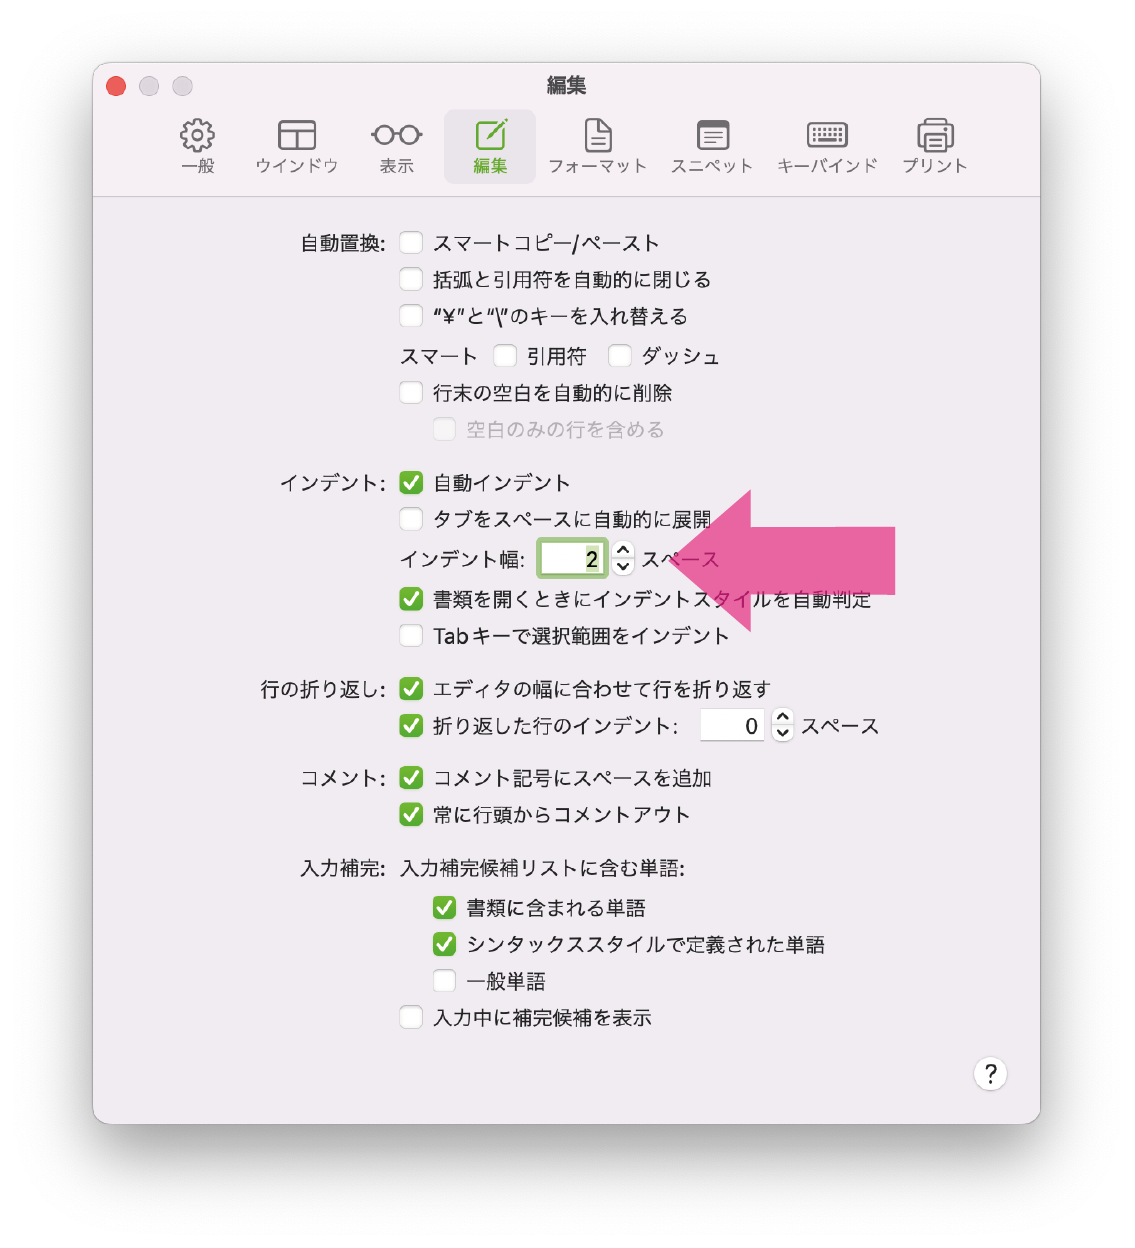 編集
一般 ウインドウ 表示 編集 フォーマット スニペット キーバインド プリント
自動置換: スマートコピー/ペースト
括弧と引用符を自動的に閉じる
“¥”と“\”のキーを入れ替える
スマート 引用符 ダッシュ
行末の空白を自動的に削除
空白のみの行を含める
インデント: 自動インデント
タブをスペースに自動的に展開
インデント幅: 2 スペース
書類を開くときにインデントスタイルを自動判定
Tabキーで選択範囲をインデント
行の折り返し: エディタの幅に合わせて行を折り返す
折り返した行のインデント: 0 スペース
コメント: コメント記号にスペースを追加
常に行頭からコメントアウト
入力補完: 入力補完候補リストに含む単語:
書類に含まれる単語
シンタックススタイルで定義された単語
一般単語
入力中に補完候補を表示
?